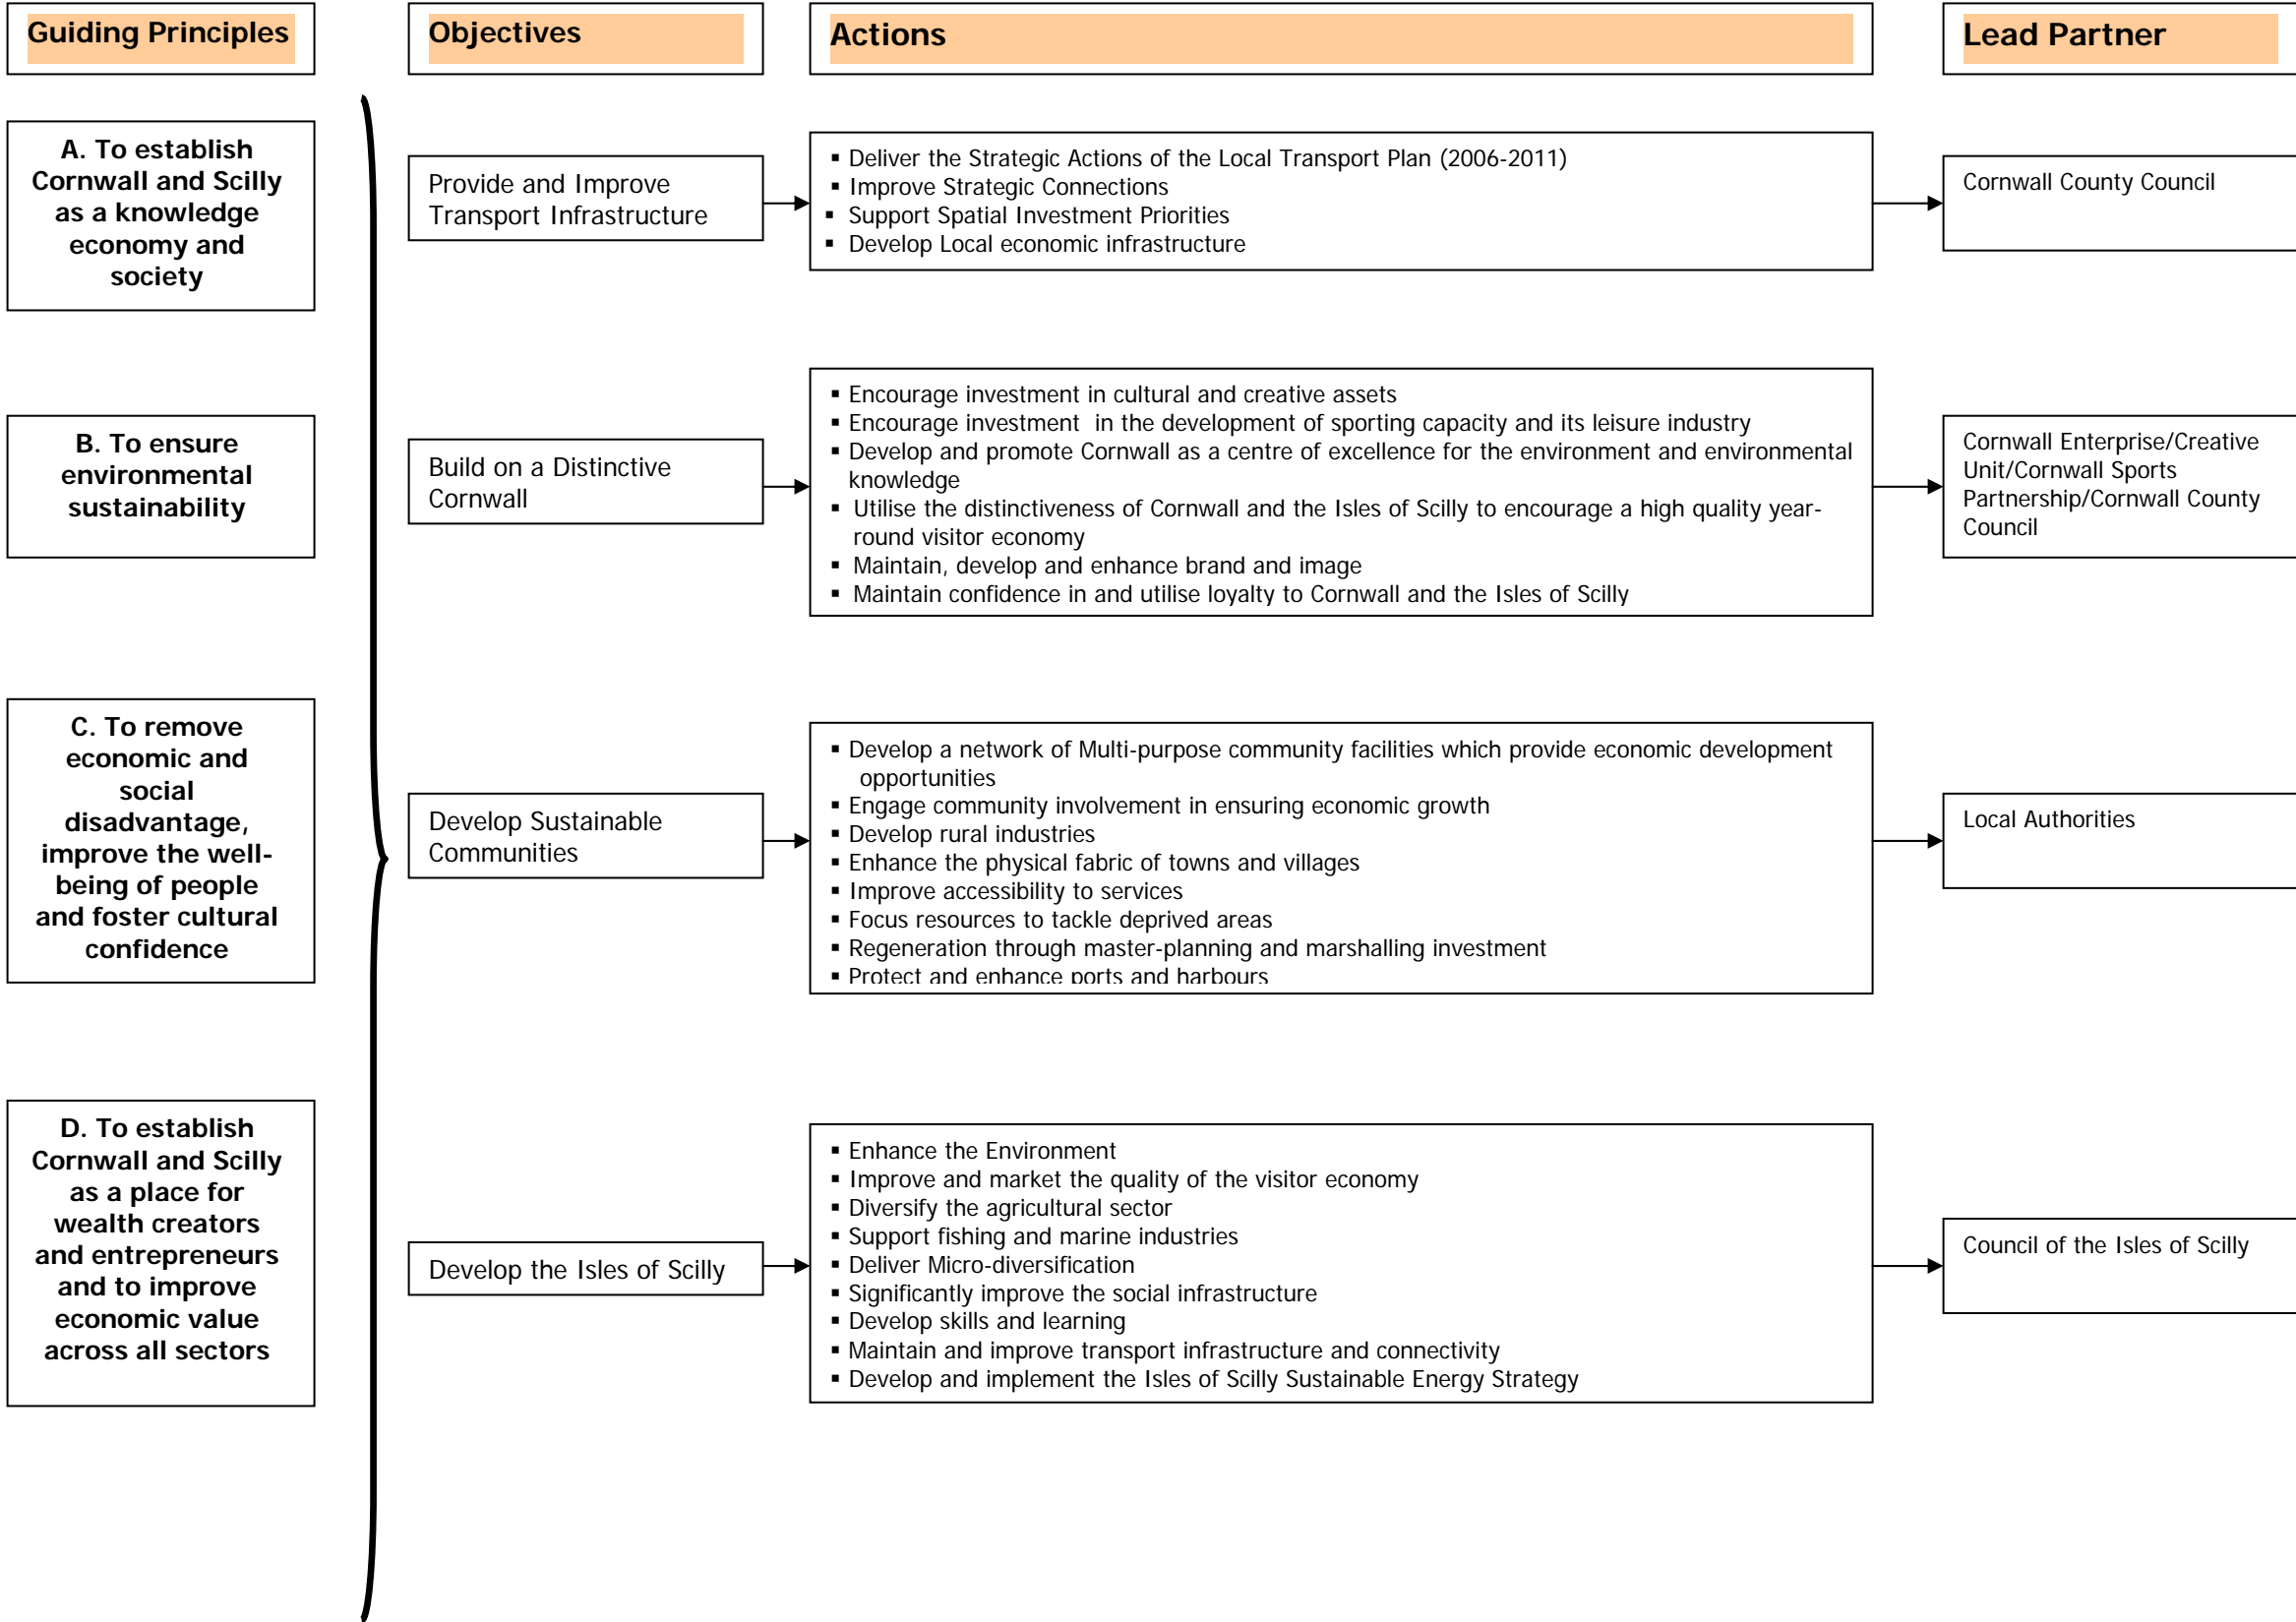 Guiding Principles
Objectives
Actions
Lead Partner
A. To establish
Cornwall and Scilly
as a knowledge
economy and
society
Provide and Improve
Transport Infrastructure
▪ Deliver the Strategic Actions of the Local Transport Plan (2006-2011)
▪ Improve Strategic Connections
▪ Support Spatial Investment Priorities
▪ Develop Local economic infrastructure
Cornwall County Council
B. To ensure
environmental
sustainability
Build on a Distinctive
Cornwall
▪ Encourage investment in cultural and creative assets
▪ Encourage investment in the development of sporting capacity and its leisure industry
▪ Develop and promote Cornwall as a centre of excellence for the environment and environmental
knowledge
▪ Utilise the distinctiveness of Cornwall and the Isles of Scilly to encourage a high quality year-
round visitor economy
▪ Maintain, develop and enhance brand and image
▪ Maintain confidence in and utilise loyalty to Cornwall and the Isles of Scilly
Cornwall Enterprise/Creative
Unit/Cornwall Sports
Partnership/Cornwall County
Council
C. To remove
economic and
social
disadvantage,
improve the well-
being of people
and foster cultural
confidence
Develop Sustainable
Communities
▪ Develop a network of Multi-purpose community facilities which provide economic development
opportunities
▪ Engage community involvement in ensuring economic growth
▪ Develop rural industries
▪ Enhance the physical fabric of towns and villages
▪ Improve accessibility to services
▪ Focus resources to tackle deprived areas
▪ Regeneration through master-planning and marshalling investment
▪ Protect and enhance ports and harbours
Local Authorities
D. To establish
Cornwall and Scilly
as a place for
wealth creators
and entrepreneurs
and to improve
economic value
across all sectors
Develop the Isles of Scilly
▪ Enhance the Environment
▪ Improve and market the quality of the visitor economy
▪ Diversify the agricultural sector
▪ Support fishing and marine industries
▪ Deliver Micro-diversification
▪ Significantly improve the social infrastructure
▪ Develop skills and learning
▪ Maintain and improve transport infrastructure and connectivity
▪ Develop and implement the Isles of Scilly Sustainable Energy Strategy
Council of the Isles of Scilly